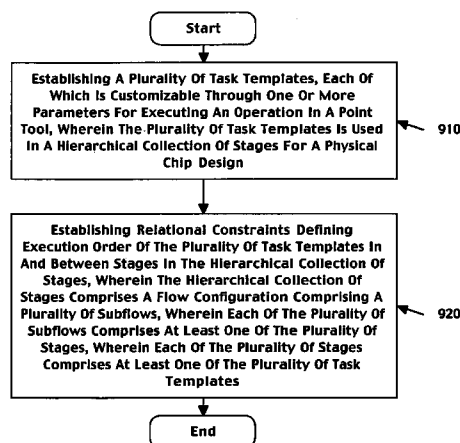 Start
Establishing A Plurality Of Task Templates, Each Of
Which Is Customizable Through One Or More
Parameters For Executing An Operation In A Point
Tool, Wherein The Plurality Of Task Templates Is Used
In A Hierarchical Collection Of Stages For A Physical
Chip Design
910
Establishing Relational Constraints Defining
Execution Order Of The Plurality Of Task Templates In
And Between Stages In The Hierarchical Collection Of
Stages, Wherein The Hierarchical Collection Of
Stages Comprises A Flow Configuration Comprising A
Plurality Of Subflows, Wherein Each Of The Plurality Of
Subflows Comprises At Least One Of The Plurality Of
Stages, Wherein Each Of The Plurality Of Stages
Comprises At Least One Of The Plurality Of Task
Templates
920
End